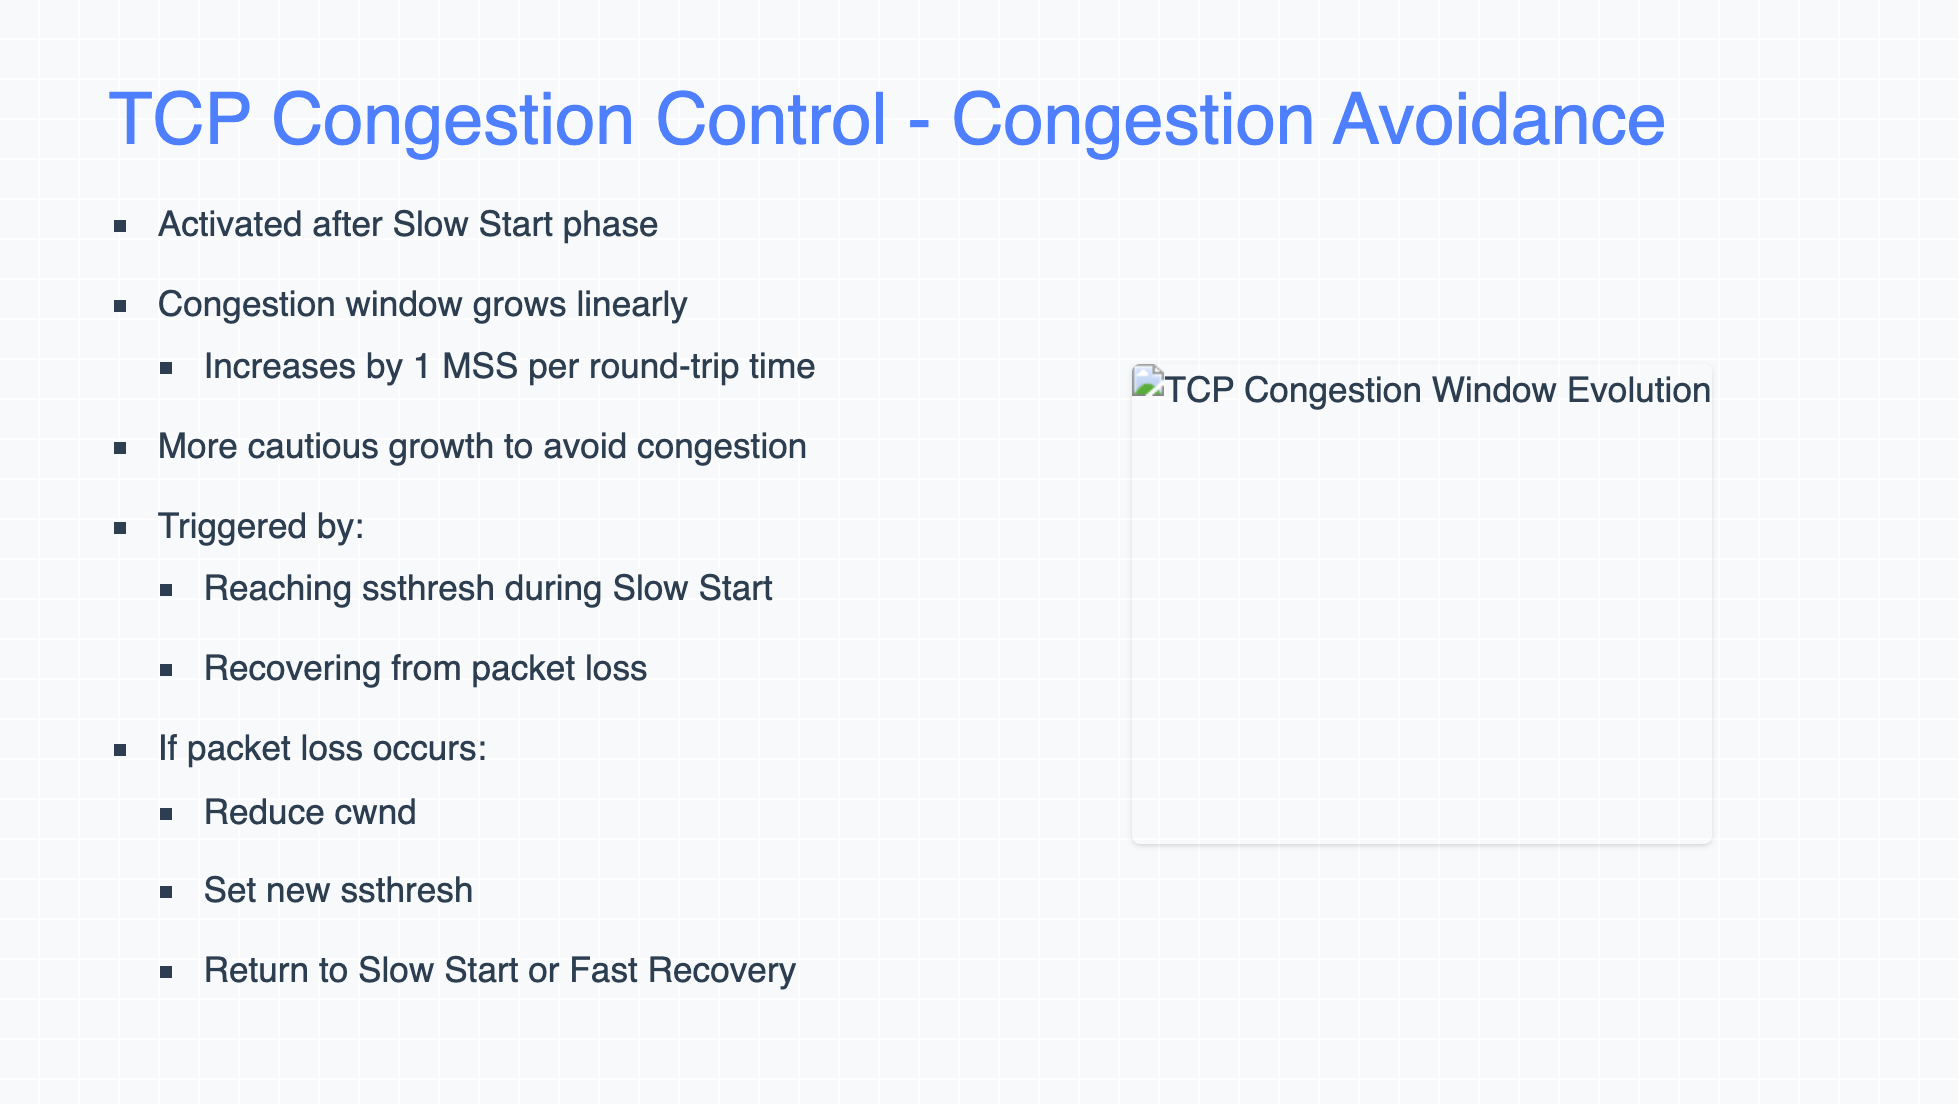 TCP Congestion Control - Congestion Avoidance
Activated after Slow Start phase
Congestion window grows linearly
Increases by 1 MSS per round-trip time
More cautious growth to avoid congestion
Triggered by:
Reaching ssthresh during Slow Start
Recovering from packet loss
If packet loss occurs:
Reduce cwnd
Set new ssthresh
Return to Slow Start or Fast Recovery
TCP Congestion Window Evolution